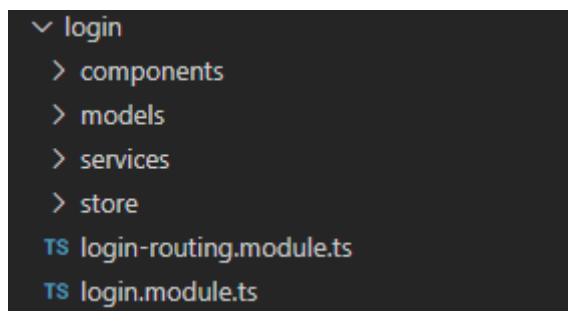 login
components
models
services
store
TS login-routing.module.ts
TS login.module.ts